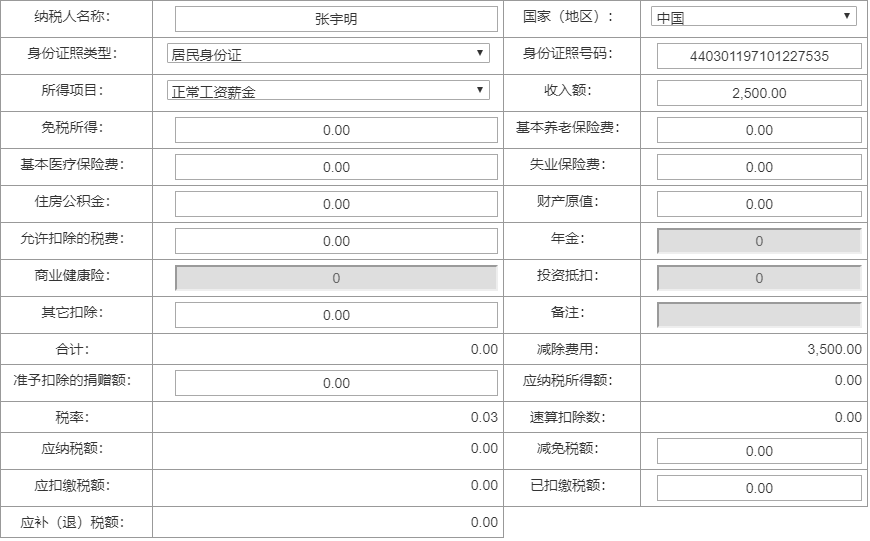 纳税人名称： 张宇明 国家（地区）： 中国
身份证照类型： 居民身份证 身份证照号码： 440301197101227535
所得项目： 正常工资薪金 收入额： 2,500.00
免税所得： 0.00 基本养老保险费： 0.00
基本医疗保险费： 0.00 失业保险费： 0.00
住房公积金： 0.00 财产原值： 0.00
允许扣除的税费： 0.00 年金： 0
商业健康险： 0 投资抵扣： 0
其它扣除： 0.00 备注：
合计： 0.00 减除费用： 3,500.00
准予扣除的捐赠额： 0.00 应纳税所得额： 0.00
税率： 0.03 速算扣除数： 0.00
应纳税额： 0.00 减免税额： 0.00
应扣缴税额： 0.00 已扣缴税额： 0.00
应补（退）税额： 0.00